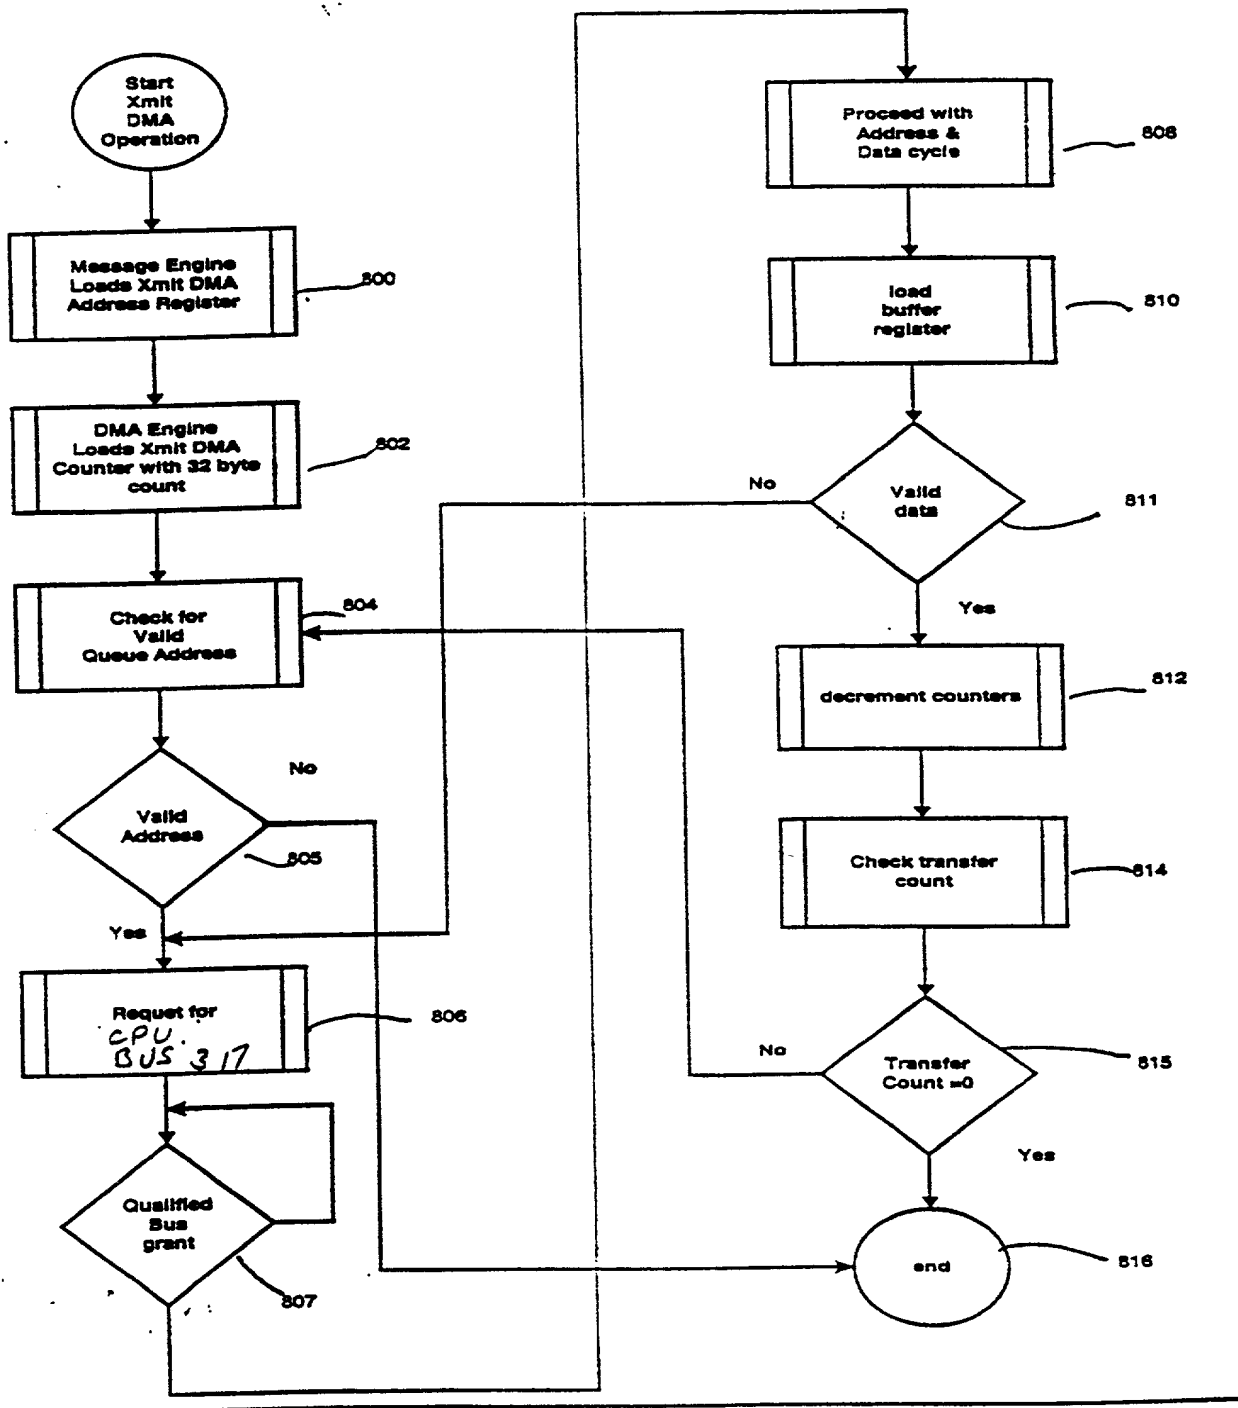 Start
Xmit
DMA
Operation
Message Engine
Loads Xmit DMA
Address Register
800
DMA Engine
Loads Xmit DMA
Counter with 32 byte
count
802
Check for
Valid
Queue Address
804
No
Valid
Address
805
Yes
Requet for
CPU
BUS 317
806
Qualified
Bus
grant
807
Proceed with
Address &
Data cycle
808
load
buffer
register
810
No
Valid
data
811
Yes
decrement counters
812
Check transfer
count
814
No
Transfer
Count =0
815
Yes
end
816